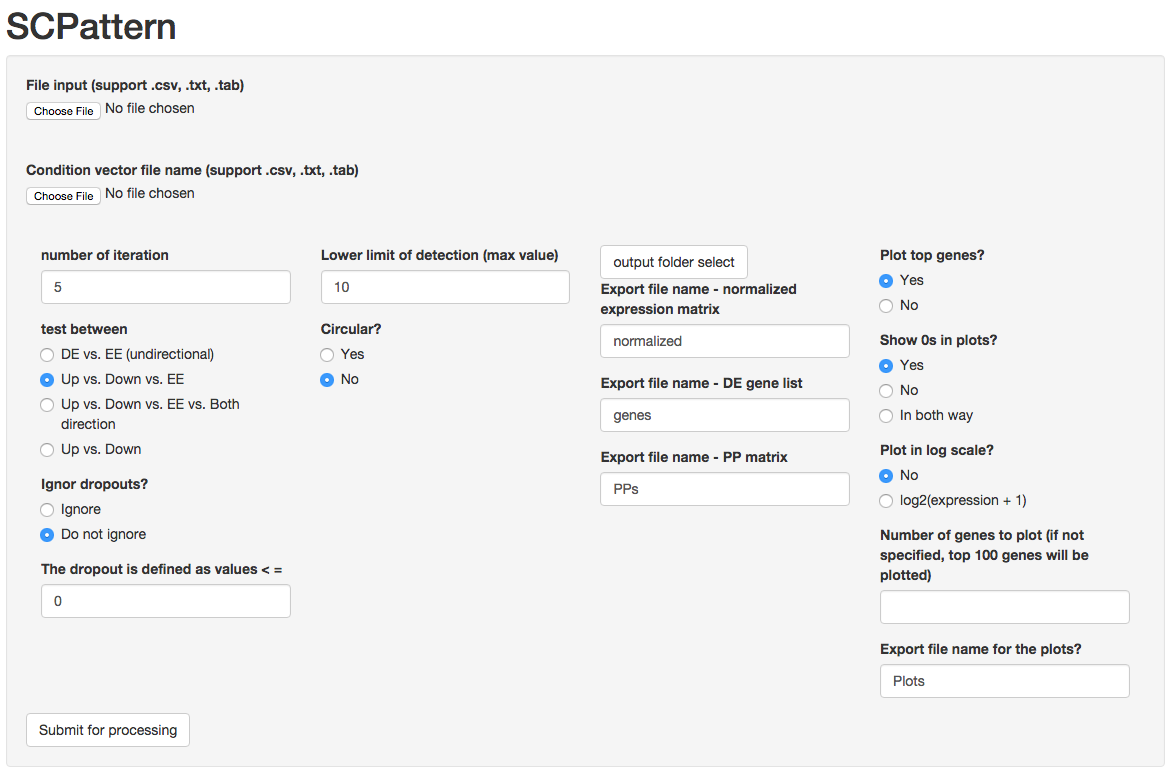 SCPattern
File input (support .csv, .txt, .tab)
Choose File No file chosen
Condition vector file name (support .csv, .txt, .tab)
Choose File No file chosen
number of iteration
5
test between
DE vs. EE (undirectional)
Up vs. Down vs. EE
Up vs. Down vs. EE vs. Both
direction
Up vs. Down
Ignor dropouts?
Ignore
Do not ignore
The dropout is defined as values < =
0
Lower limit of detection (max value)
10
Circular?
Yes
No
output folder select
Export file name - normalized
expression matrix
normalized
Export file name - DE gene list
genes
Export file name - PP matrix
PPs
Plot top genes?
Yes
No
Show 0s in plots?
Yes
No
In both way
Plot in log scale?
No
log2(expression + 1)
Number of genes to plot (if not
specified, top 100 genes will be
plotted)
Export file name for the plots?
Plots
Submit for processing